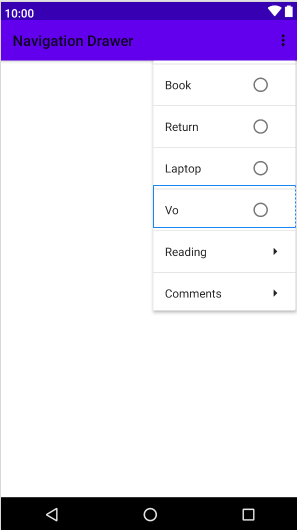 10:00
Navigation Drawer
Book
Return
Laptop
Vo
Reading
Comments